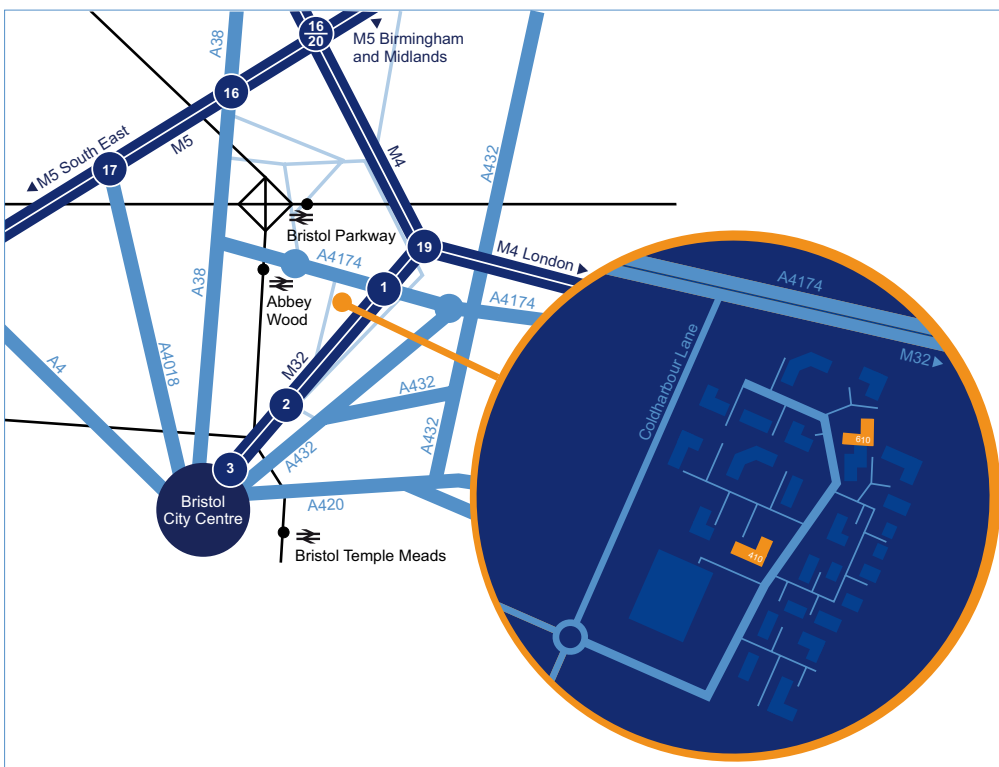 16
20
M5 Birmingham
and Midlands
A38
16
M5 South East
M5
17
M4
A432
Bristol Parkway
19
M4 London
A4174
A38
Abbey
Wood
1
A4174
A4174
M32
M32
Coldharbour Lane
A4
A4018
A432
2
A432
A432
610
3
Bristol
City Centre
A420
Bristol Temple Meads
410